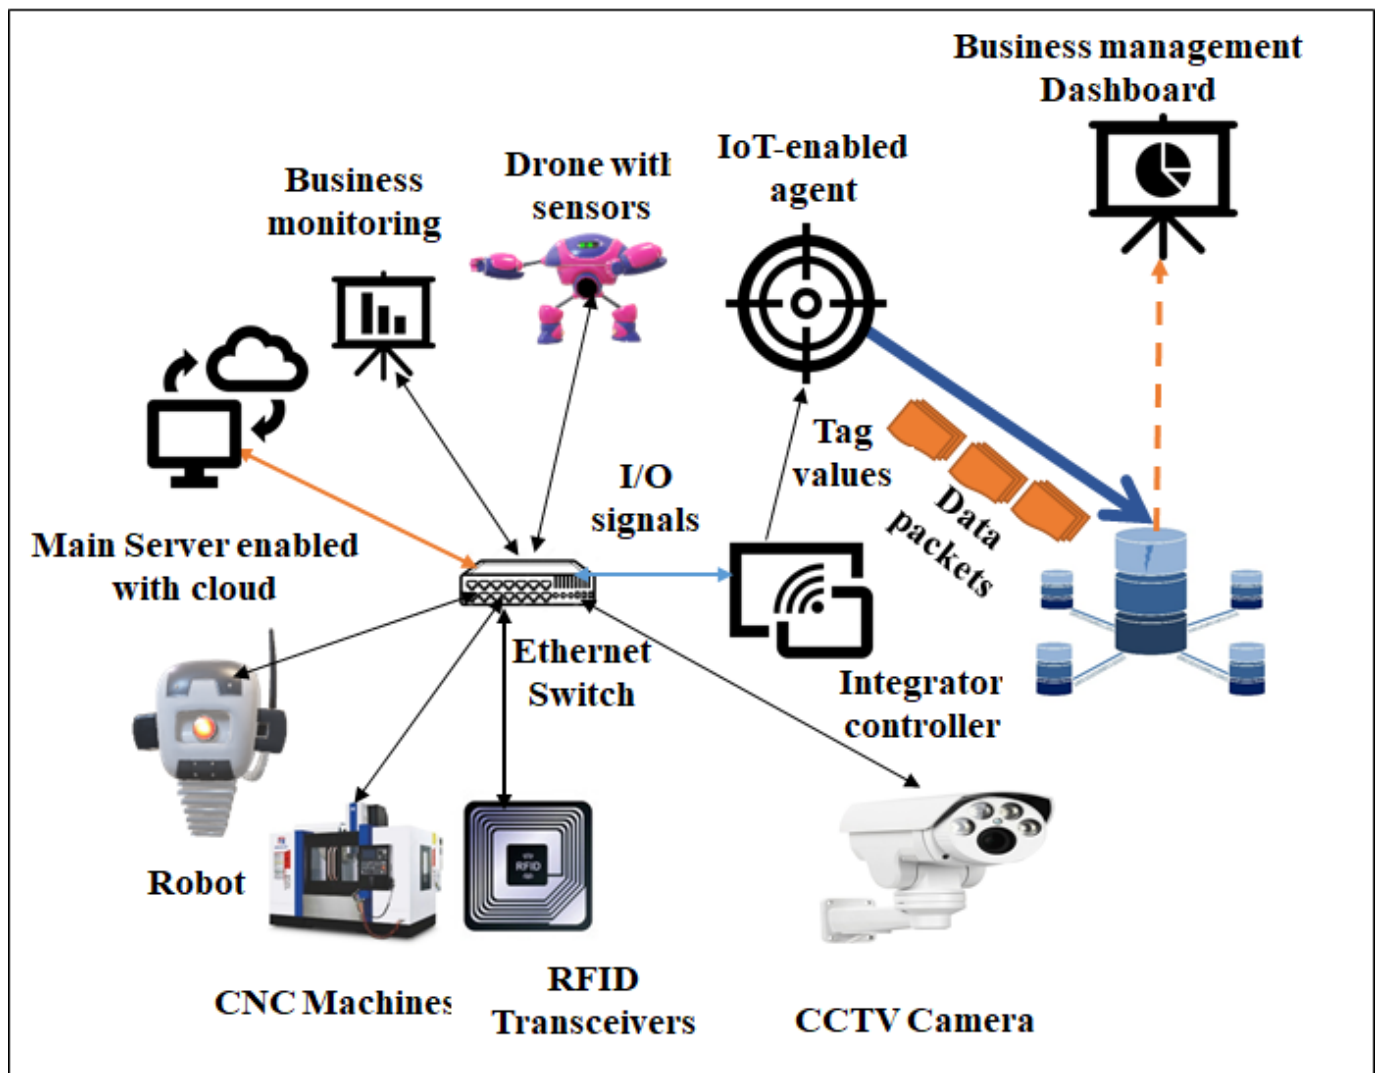 Business management
Dashboard
IoT-enabled
agent
Drone with
sensors
Business
monitoring
Tag
values
I/O
signals
Data
packets
Main Server enabled
with cloud
Ethernet
Switch
Integrator
controller
Robot
RFID
CNC Machines
RFID
Transceivers
CCTV Camera